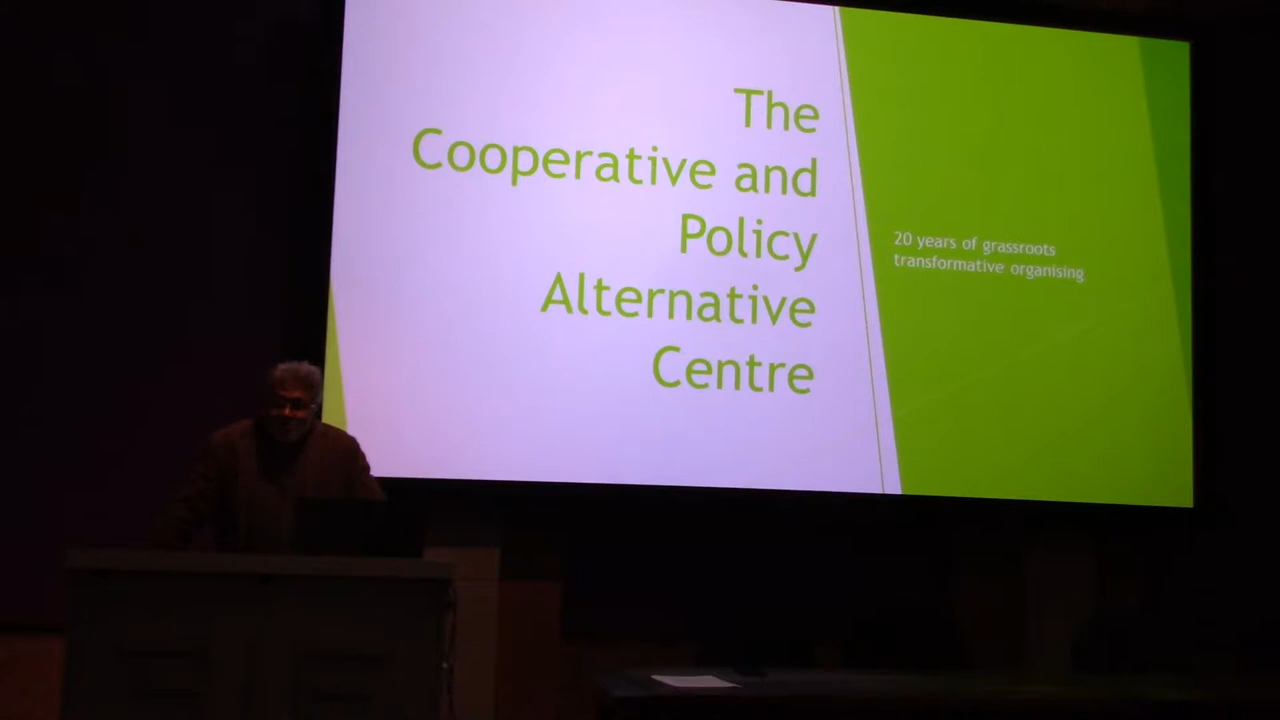 The
Cooperative and
Policy
Alternative
Centre
20 years of grassroots
transformative organising